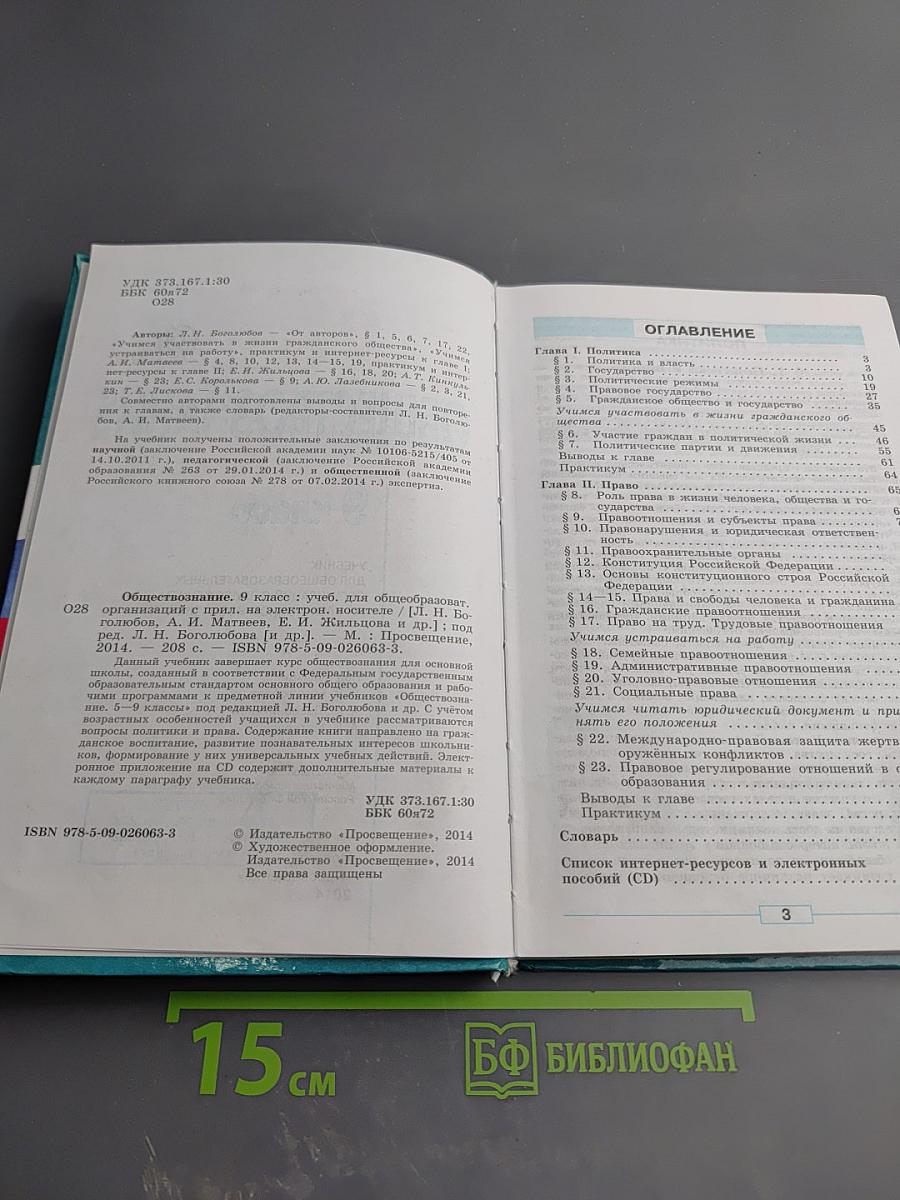 УДК 373.167.1:30
ББК 60я72
О28
Авторы: Л. Н. Боголюбов — «От авторов», § 1, 5, 6, 7, 17, 22,
«Учимся участвовать в жизни гражданского общества», «Учимся
устраиваться на работу», практикум и интернет-ресурсы к главе I;
А. И. Матвеев — § 4, 8, 10, 12, 13, 14—15, 19, практикум и интер-
нет-ресурсы к главе II; Е. И. Жильцова — § 16, 18, 20; А. Т. Кинкуль-
кин — § 23; Е. С. Королькова — § 9; А. Ю. Лазебникова — § 2, 3, 21,
23; Т. Е. Лискова — § 11.
Совместно авторами подготовлены выводы и вопросы для повторе-
ния к главам, а также словарь (редакторы-составители Л. Н. Боголю-
бов, А. И. Матвеев).
На учебник получены положительные заключения по результатам
научной (заключение Российской академии наук № 10106-5215/405 от
14.10.2011 г.), педагогической (заключение Российской академии
образования № 263 от 29.01.2014 г.) и общественной (заключение
Российского книжного союза № 278 от 07.02.2014 г.) экспертиз.
Обществознание. 9 класс : учеб. для общеобразоват.
О28 организаций с прил. на электрон. носителе / [Л. Н. Бо-
голюбов, А. И. Матвеев, Е. И. Жильцова и др.] ; под
ред. Л. Н. Боголюбова [и др.]. — М. : Просвещение,
2014. — 208 с. — ISBN 978-5-09-026063-3.
Данный учебник завершает курс обществознания для основной
школы, созданный в соответствии с Федеральным государственным
образовательным стандартом основного общего образования и рабо-
чими программами к предметной линии учебников «Обществозна-
ние. 5—9 классы» под редакцией Л. Н. Боголюбова и др. С учётом
возрастных особенностей учащихся в учебнике рассматриваются
вопросы политики и права. Содержание книги направлено на граж-
данское воспитание, развитие познавательных интересов школьни-
ков, формирование у них универсальных учебных действий. Элект-
ронное приложение на CD содержит дополнительные материалы к
каждому параграфу учебника.
УДК 373.167.1:30
ББК 60я72
ISBN 978-5-09-026063-3
© Издательство «Просвещение», 2014
© Художественное оформление.
Издательство «Просвещение», 2014
Все права защищены
ОГЛАВЛЕНИЕ
Глава I. Политика 3
§ 1. Политика и власть 3
§ 2. Государство 10
§ 3. Политические режимы 19
§ 4. Правовое государство 27
§ 5. Гражданское общество и государство 35
Учимся участвовать в жизни гражданского об-
щества 45
§ 6. Участие граждан в политической жизни 46
§ 7. Политические партии и движения 55
Выводы к главе 61
Практикум 64
Глава II. Право 65
§ 8. Роль права в жизни человека, общества и го-
сударства
§ 9. Правоотношения и субъекты права
§ 10. Правонарушения и юридическая ответствен-
ность
§ 11. Правоохранительные органы
§ 12. Конституция Российской Федерации
§ 13. Основы конституционного строя Российской
Федерации
§ 14—15. Права и свободы человека и гражданина
§ 16. Гражданские правоотношения
§ 17. Право на труд. Трудовые правоотношения
Учимся устраиваться на работу
§ 18. Семейные правоотношения
§ 19. Административные правоотношения
§ 20. Уголовно-правовые отношения
§ 21. Социальные права
Учимся читать юридический документ и при
нять его положения
§ 22. Международно-правовая защита жертв
оружённых конфликтов
§ 23. Правовое регулирование отношений в с
образования
Выводы к главе
Практикум
Словарь
Список интернет-ресурсов и электронных
пособий (CD)
3
15 см
БФ БИБЛИОФАН